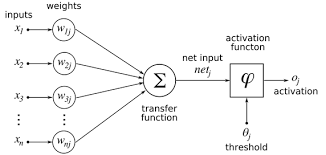 inputs
weights
x1
w1j
x2
w2j
x3
w3j
xn
wnj
Σ
transfer
function
net input
netj
activation
functon
φ
oj
activation
θj
threshold